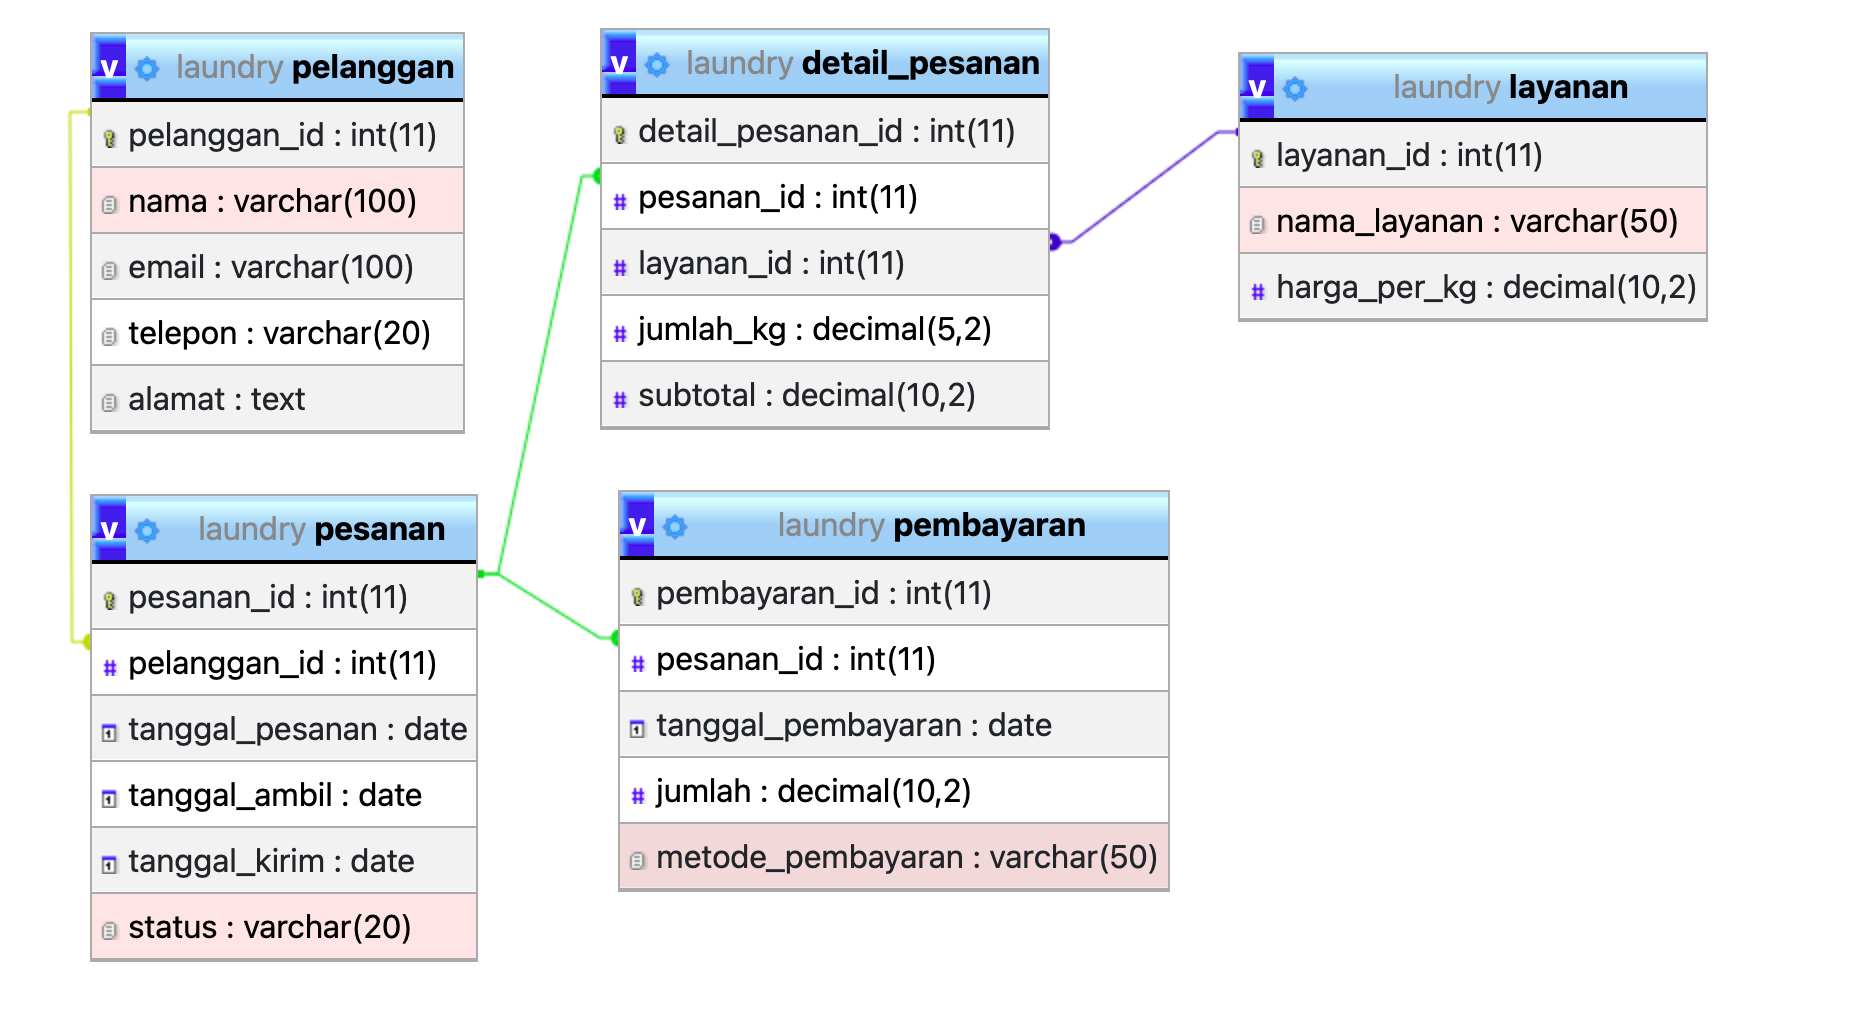 v laundry pelanggan
pelanggan_id : int(11)
nama : varchar(100)
email : varchar(100)
telepon : varchar(20)
alamat : text
v laundry detail_pesanan
detail_pesanan_id : int(11)
# pesanan_id : int(11)
# layanan_id : int(11)
# jumlah_kg : decimal(5,2)
# subtotal : decimal(10,2)
v laundry layanan
layanan_id : int(11)
nama_layanan : varchar(50)
# harga_per_kg : decimal(10,2)
v laundry pesanan
pesanan_id : int(11)
# pelanggan_id : int(11)
tanggal_pesanan : date
tanggal_ambil : date
tanggal_kirim : date
status : varchar(20)
v laundry pembayaran
pembayaran_id : int(11)
# pesanan_id : int(11)
tanggal_pembayaran : date
# jumlah : decimal(10,2)
metode_pembayaran : varchar(50)